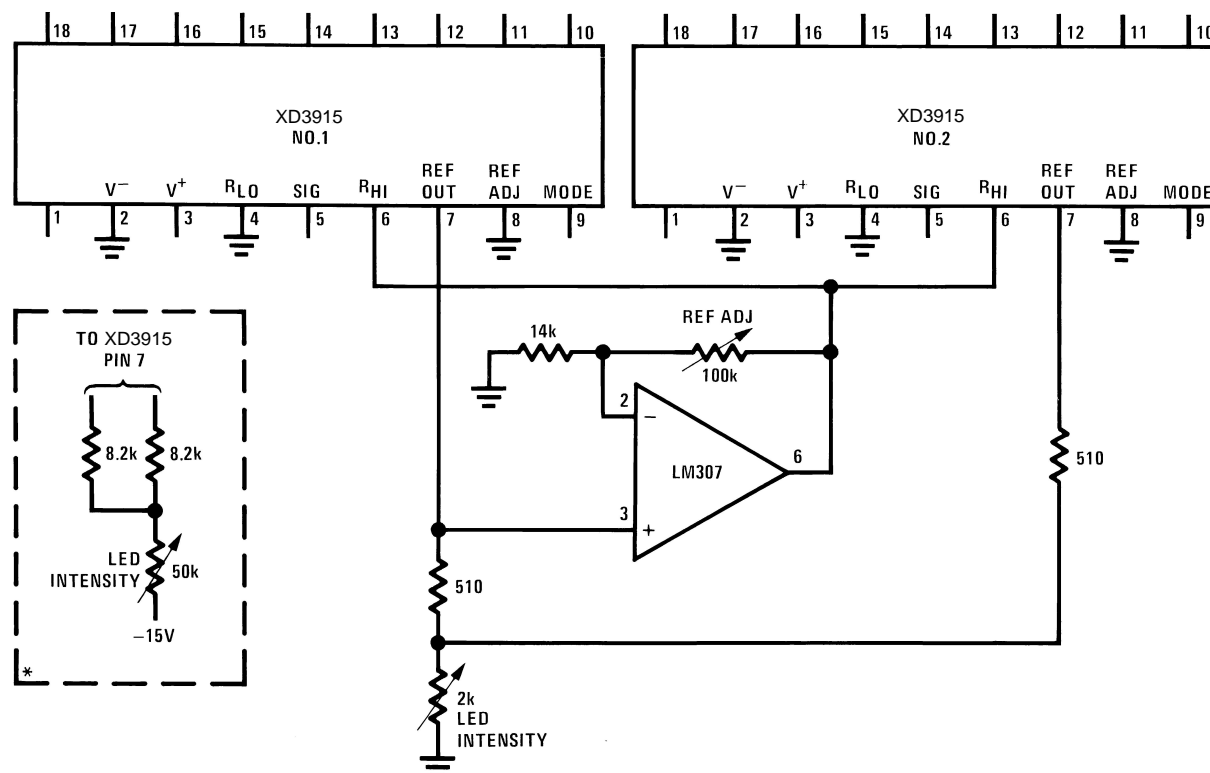 18 17 16 15 14 13 12 11 10
18 17 16 15 14 13 12 11 10
XD3915
NO.1
XD3915
NO.2
V− V+ RLO SIG RHI REF OUT REF ADJ MODE
V− V+ RLO SIG RHI REF OUT REF ADJ MODE
1 2 3 4 5 6 7 8 9
1 2 3 4 5 6 7 8 9
TO XD3915
PIN 7
8.2k 8.2k
LED
INTENSITY
50k
−15V
*
14k
REF ADJ
100k
2
−
LM307
6
3
+
510
510
2k
LED
INTENSITY